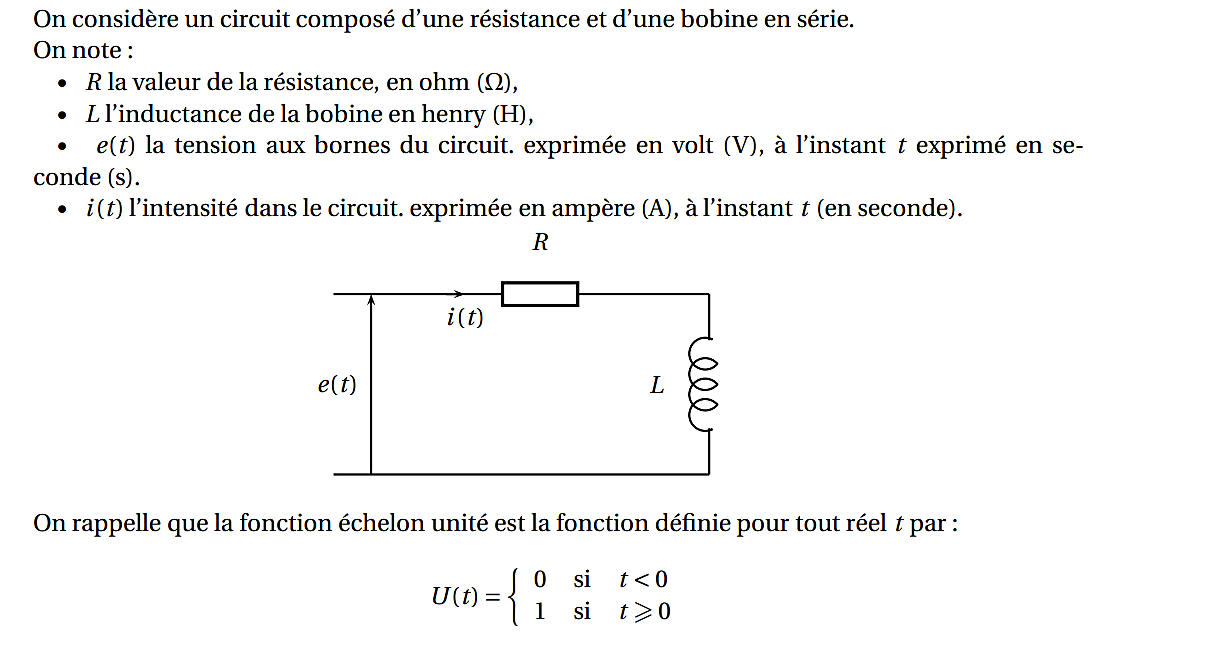 On considère un circuit composé d'une résistance et d'une bobine en série.
On note :
• R la valeur de la résistance, en ohm (Ω),
• L l'inductance de la bobine en henry (H),
• e(t) la tension aux bornes du circuit. exprimée en volt (V), à l'instant t exprimé en se-
conde (s).
• i(t) l'intensité dans le circuit. exprimée en ampère (A), à l'instant t (en seconde).
R
i(t)
e(t)
L
On rappelle que la fonction échelon unité est la fonction définie pour tout réel t par :
U(t) = { 0 si t < 0
1 si t ⩾ 0